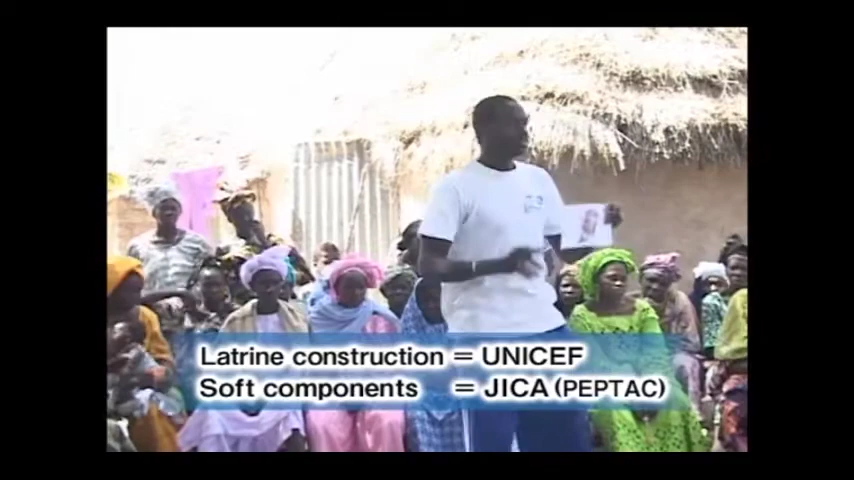 Latrine construction = UNICEF
Soft components = JICA (PEPTAC)